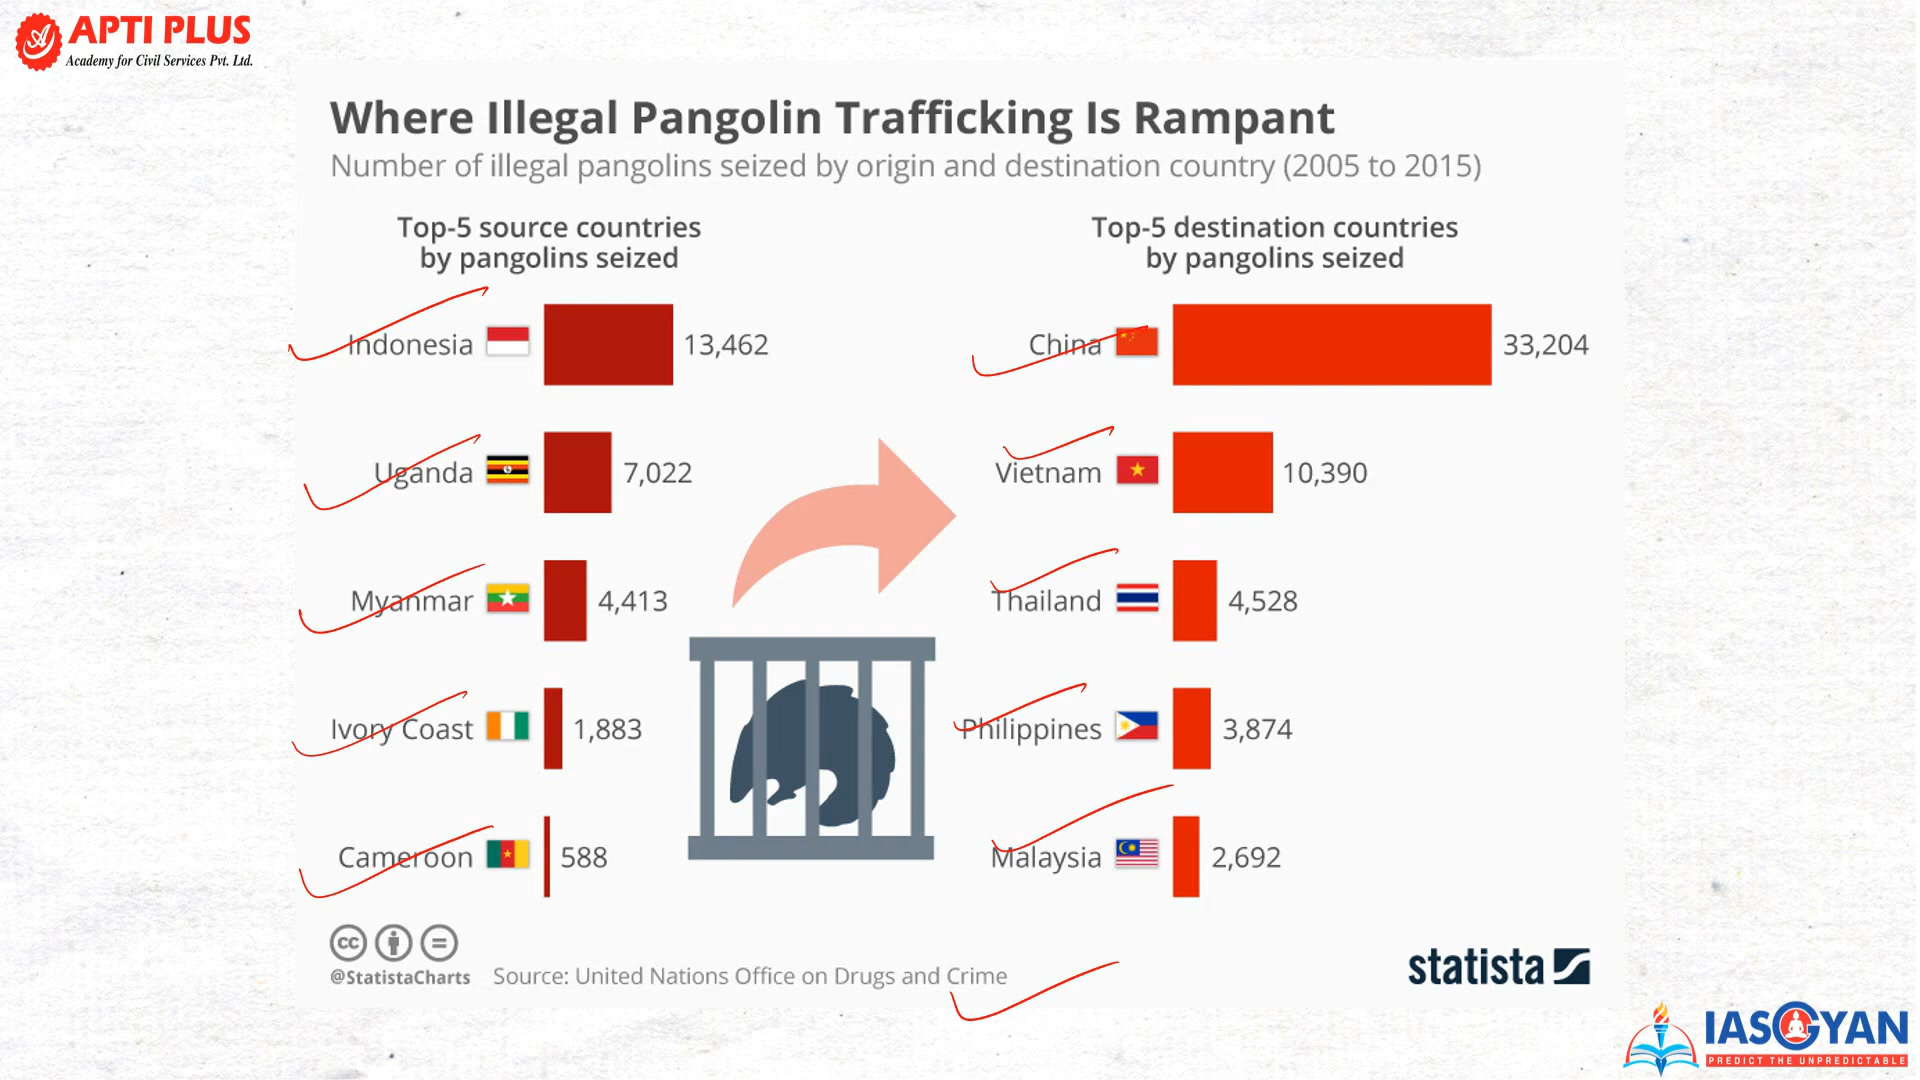 APTI PLUS
Academy for Civil Services Pvt. Ltd.
Where Illegal Pangolin Trafficking Is Rampant
Number of illegal pangolins seized by origin and destination country (2005 to 2015)
Top-5 source countries
by pangolins seized
Indonesia 13,462
Uganda 7,022
Myanmar 4,413
Ivory Coast 1,883
Cameroon 588
Top-5 destination countries
by pangolins seized
China 33,204
Vietnam 10,390
Thailand 4,528
Philippines 3,874
Malaysia 2,692
cc
@StatistaCharts Source: United Nations Office on Drugs and Crime
statista
IASGYAN
PREDICT THE UNPREDICTABLE